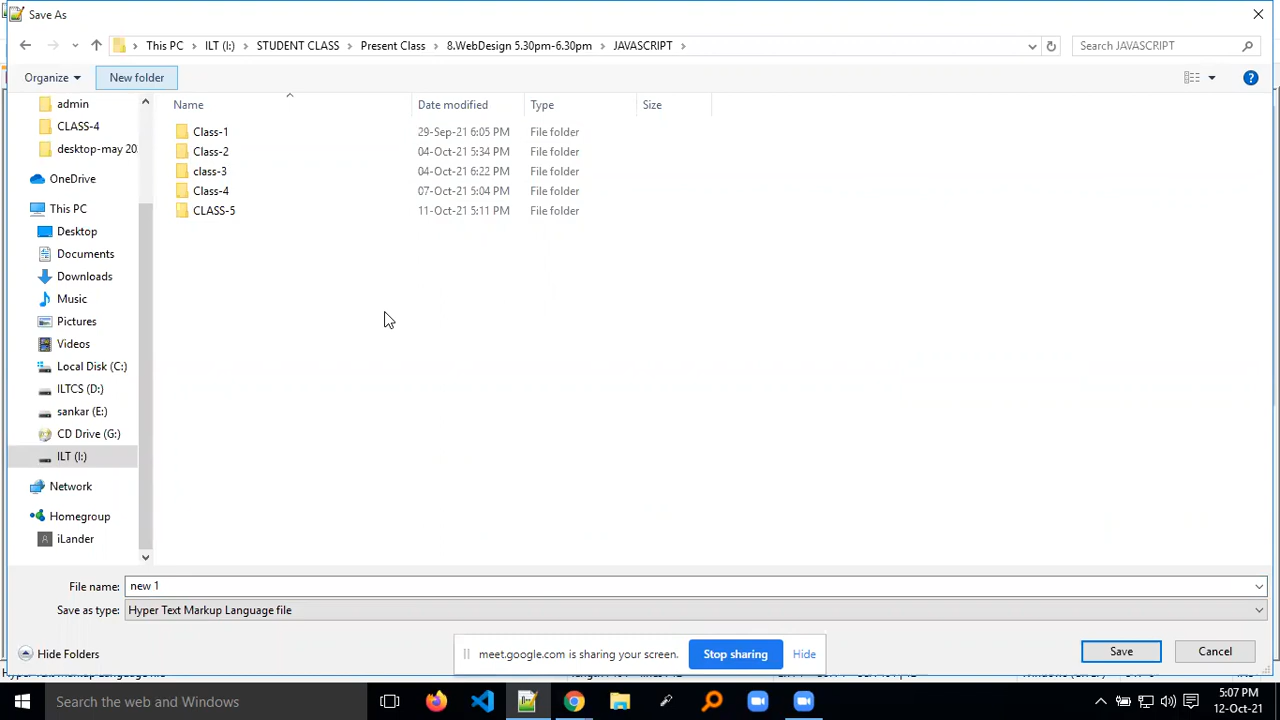 Save As
This PC
ILT (I:)
STUDENT CLASS
Present Class
8.WebDesign 5.30pm-6.30pm
JAVASCRIPT
Search JAVASCRIPT
Organize
New folder
Name
Date modified
Type
Size
admin
CLASS-4
desktop-may 20
OneDrive
This PC
Desktop
Documents
Downloads
Music
Pictures
Videos
Local Disk (C:)
ILTCS (D:)
sankar (E:)
CD Drive (G:)
ILT (I:)
Network
Homegroup
iLander
Class-1 29-Sep-21 6:05 PM File folder
Class-2 04-Oct-21 5:34 PM File folder
class-3 04-Oct-21 6:22 PM File folder
Class-4 07-Oct-21 5:04 PM File folder
CLASS-5 11-Oct-21 5:11 PM File folder
File name: new 1
Save as type: Hyper Text Markup Language file
Hide Folders
meet.google.com is sharing your screen.
Stop sharing
Hide
Save
Cancel
Search the web and Windows
5:07 PM
12-Oct-21